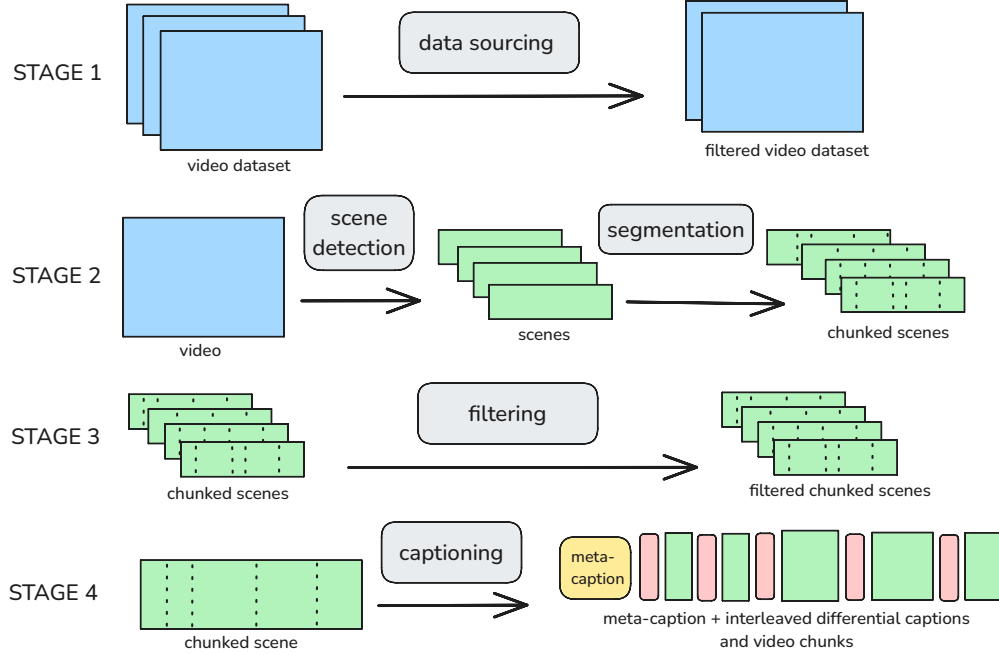 STAGE 1
data sourcing
video dataset
filtered video dataset
STAGE 2
scene
detection
segmentation
video
scenes
chunked scenes
STAGE 3
filtering
chunked scenes
filtered chunked scenes
STAGE 4
captioning
meta-
caption
chunked scene
meta-caption + interleaved differential captions
and video chunks